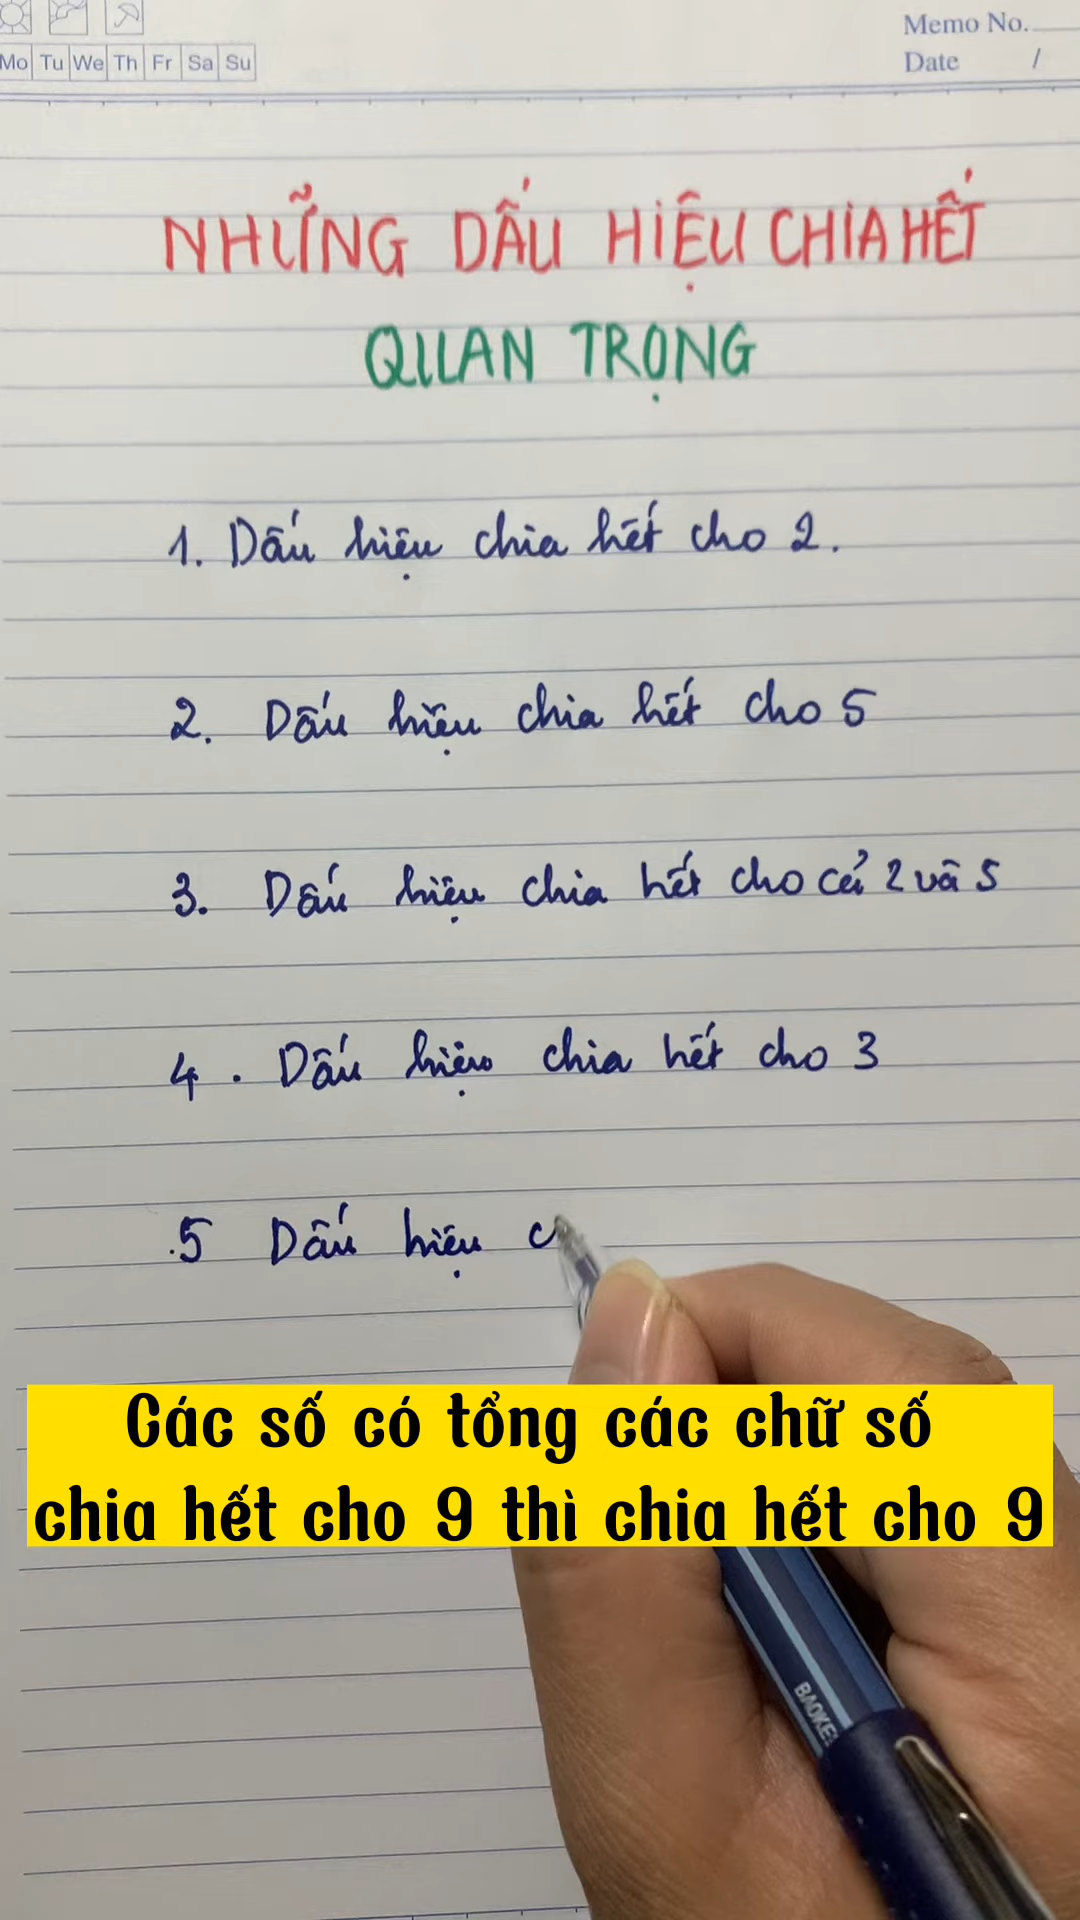 Memo No.
Mo Tu We Th Fr Sa Su
Date /
NHỮNG DẤU HIỆU CHIA HẾT
QUAN TRỌNG
1. Dấu hiệu chia hết cho 2.
2. Dấu hiệu chia hết cho 5
3. Dấu hiệu chia hết cho cả 2 và 5
4. Dấu hiệu chia hết cho 3
.5 Dấu hiệu c
Các số có tổng các chữ số
chia hết cho 9 thì chia hết cho 9
BAOKE